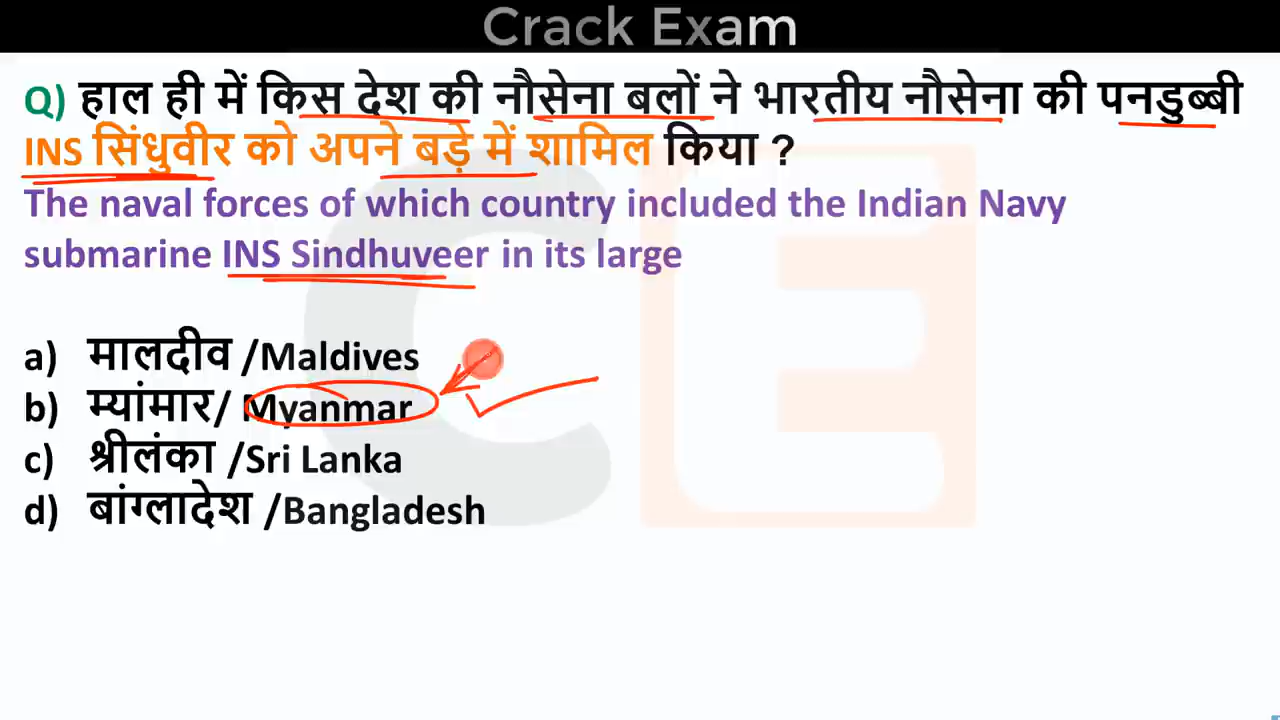 Crack Exam
Q) हाल ही में किस देश की नौसेना बलों ने भारतीय नौसेना की पनडुब्बी
INS सिंधुवीर को अपने बड़े में शामिल किया ?
The naval forces of which country included the Indian Navy
submarine INS Sindhuveer in its large
a) मालदीव /Maldives
b) म्यांमार/ Myanmar
c) श्रीलंका /Sri Lanka
d) बांग्लादेश /Bangladesh